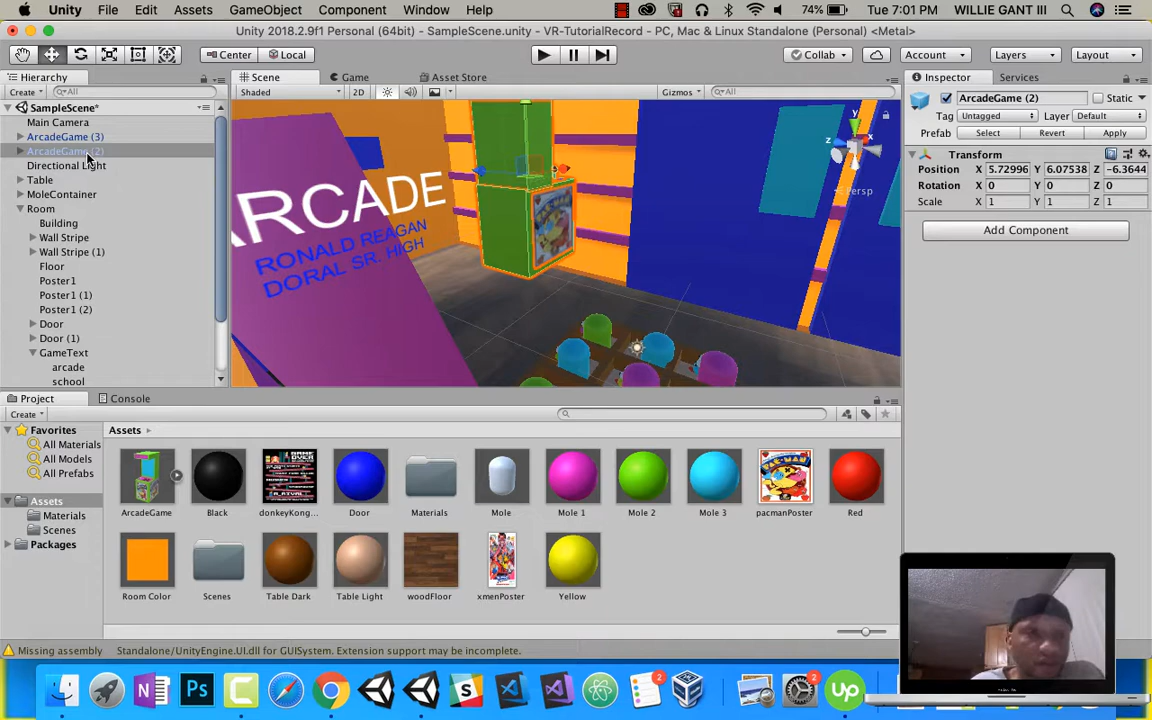 Unity File Edit Assets GameObject Component Window Help 74% Tue 7:01 PM WILLIE GANT III
Unity 2018.2.9f1 Personal (64bit) - SampleScene.unity - VR-TutorialRecord - PC, Mac & Linux Standalone (Personal) <Metal>
Center Local Collab Account Layers Layout
Hierarchy
Create All
SampleScene*
Main Camera
ArcadeGame (3)
ArcadeGame (2)
Directional Light
Table
MoleContainer
Room
Building
Wall Stripe
Wall Stripe (1)
Floor
Poster1
Poster1 (1)
Poster1 (2)
Door
Door (1)
GameText
arcade
school
Scene Game Asset Store
Shaded 2D Gizmos All
ARCADE
RONALD REAGAN
DORAL SR. HIGH
y
x
Persp
Inspector Services
ArcadeGame (2) Static
Tag Untagged Layer Default
Prefab Select Revert Apply
Transform
Position X 5.72996 Y 6.07538 Z -6.3644
Rotation X 0 Y 0 Z 0
Scale X 1 Y 1 Z 1
Add Component
Project Console
Create
Favorites
All Materials
All Models
All Prefabs
Assets
Materials
Scenes
Packages
Assets
ArcadeGame Black donkeyKong... Door Materials Mole Mole 1 Mole 2 Mole 3 pacmanPoster Red
Room Color Scenes Table Dark Table Light woodFloor xmenPoster Yellow
Missing assembly Standalone/UnityEngine.UI.dll for GUISystem. Extension support may be incomplete.
N Ps S 2 2 Up